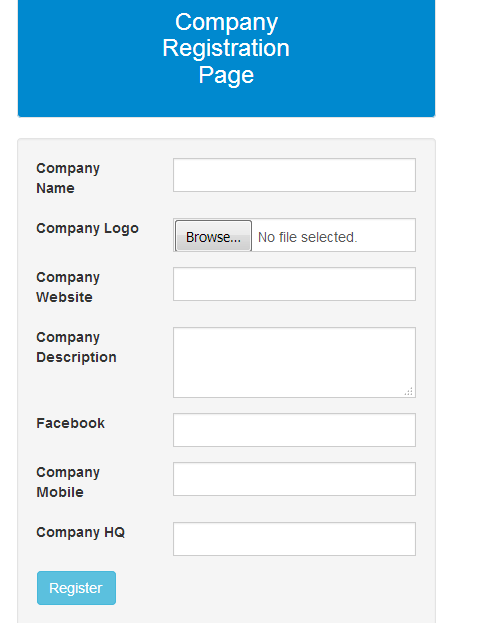 Company
Registration
Page
Company
Name
Company Logo
Browse... No file selected.
Company
Website
Company
Description
Facebook
Company
Mobile
Company HQ
Register